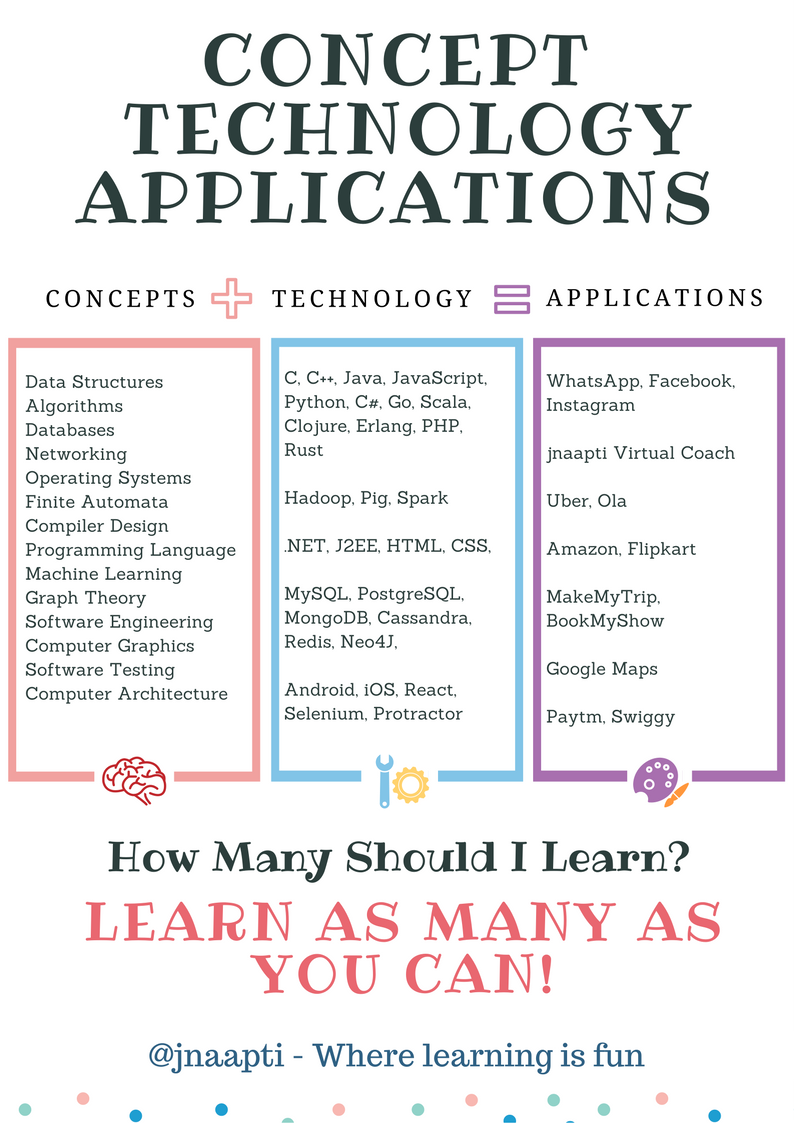 CONCEPT
TECHNOLOGY
APPLICATIONS
CONCEPTS + TECHNOLOGY = APPLICATIONS
Data Structures
Algorithms
Databases
Networking
Operating Systems
Finite Automata
Compiler Design
Programming Language
Machine Learning
Graph Theory
Software Engineering
Computer Graphics
Software Testing
Computer Architecture
C, C++, Java, JavaScript,
Python, C#, Go, Scala,
Clojure, Erlang, PHP,
Rust
Hadoop, Pig, Spark
.NET, J2EE, HTML, CSS,
MySQL, PostgreSQL,
MongoDB, Cassandra,
Redis, Neo4J,
Android, iOS, React,
Selenium, Protractor
WhatsApp, Facebook,
Instagram
jnaapti Virtual Coach
Uber, Ola
Amazon, Flipkart
MakeMyTrip,
BookMyShow
Google Maps
Paytm, Swiggy
How Many Should I Learn?
LEARN AS MANY AS
YOU CAN!
@jnaapti - Where learning is fun